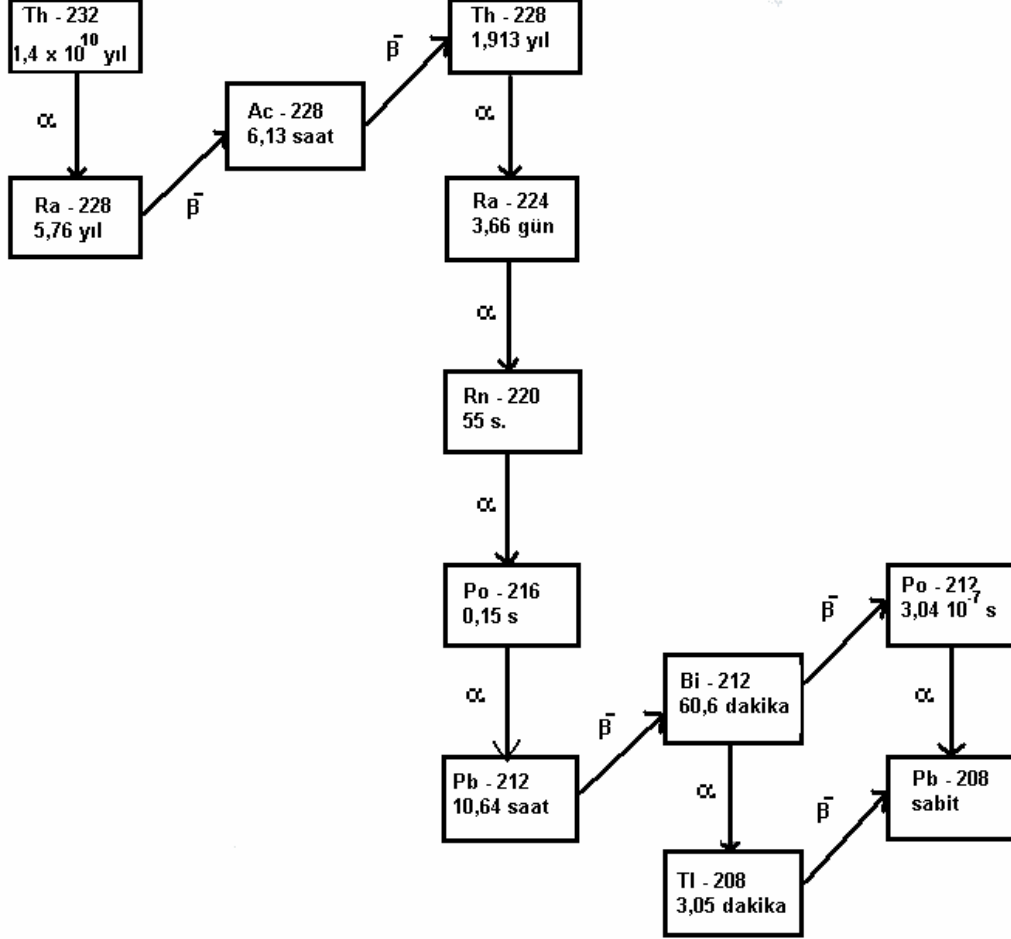 Th - 232
1,4 x 10^10 yıl
α
Ra - 228
5,76 yıl
β⁻
Ac - 228
6,13 saat
β⁻
Th - 228
1,913 yıl
α
Ra - 224
3,66 gün
α
Rn - 220
55 s.
α
Po - 216
0,15 s
α
Pb - 212
10,64 saat
β⁻
Bi - 212
60,6 dakika
β⁻
Po - 212
3,04 10^-7 s
α
α
Tl - 208
3,05 dakika
β⁻
Pb - 208
sabit